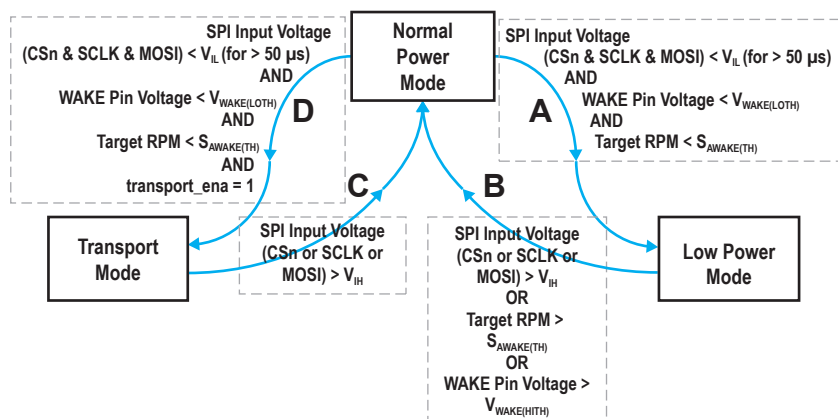 SPI Input Voltage
(CSn & SCLK & MOSI) < VIL (for > 50 µs)
AND
WAKE Pin Voltage < VWAKE(LOTH)
AND
Target RPM < SAWAKE(TH)
AND
transport_ena = 1
D
Normal
Power
Mode
SPI Input Voltage
(CSn & SCLK & MOSI) < VIL (for > 50 µs)
AND
WAKE Pin Voltage < VWAKE(LOTH)
AND
Target RPM < SAWAKE(TH)
A
C
B
Transport
Mode
SPI Input Voltage
(CSn or SCLK or
MOSI) > VIH
SPI Input Voltage
(CSn or SCLK or
MOSI) > VIH
OR
Target RPM >
SAWAKE(TH)
OR
WAKE Pin Voltage >
VWAKE(HITH)
Low Power
Mode